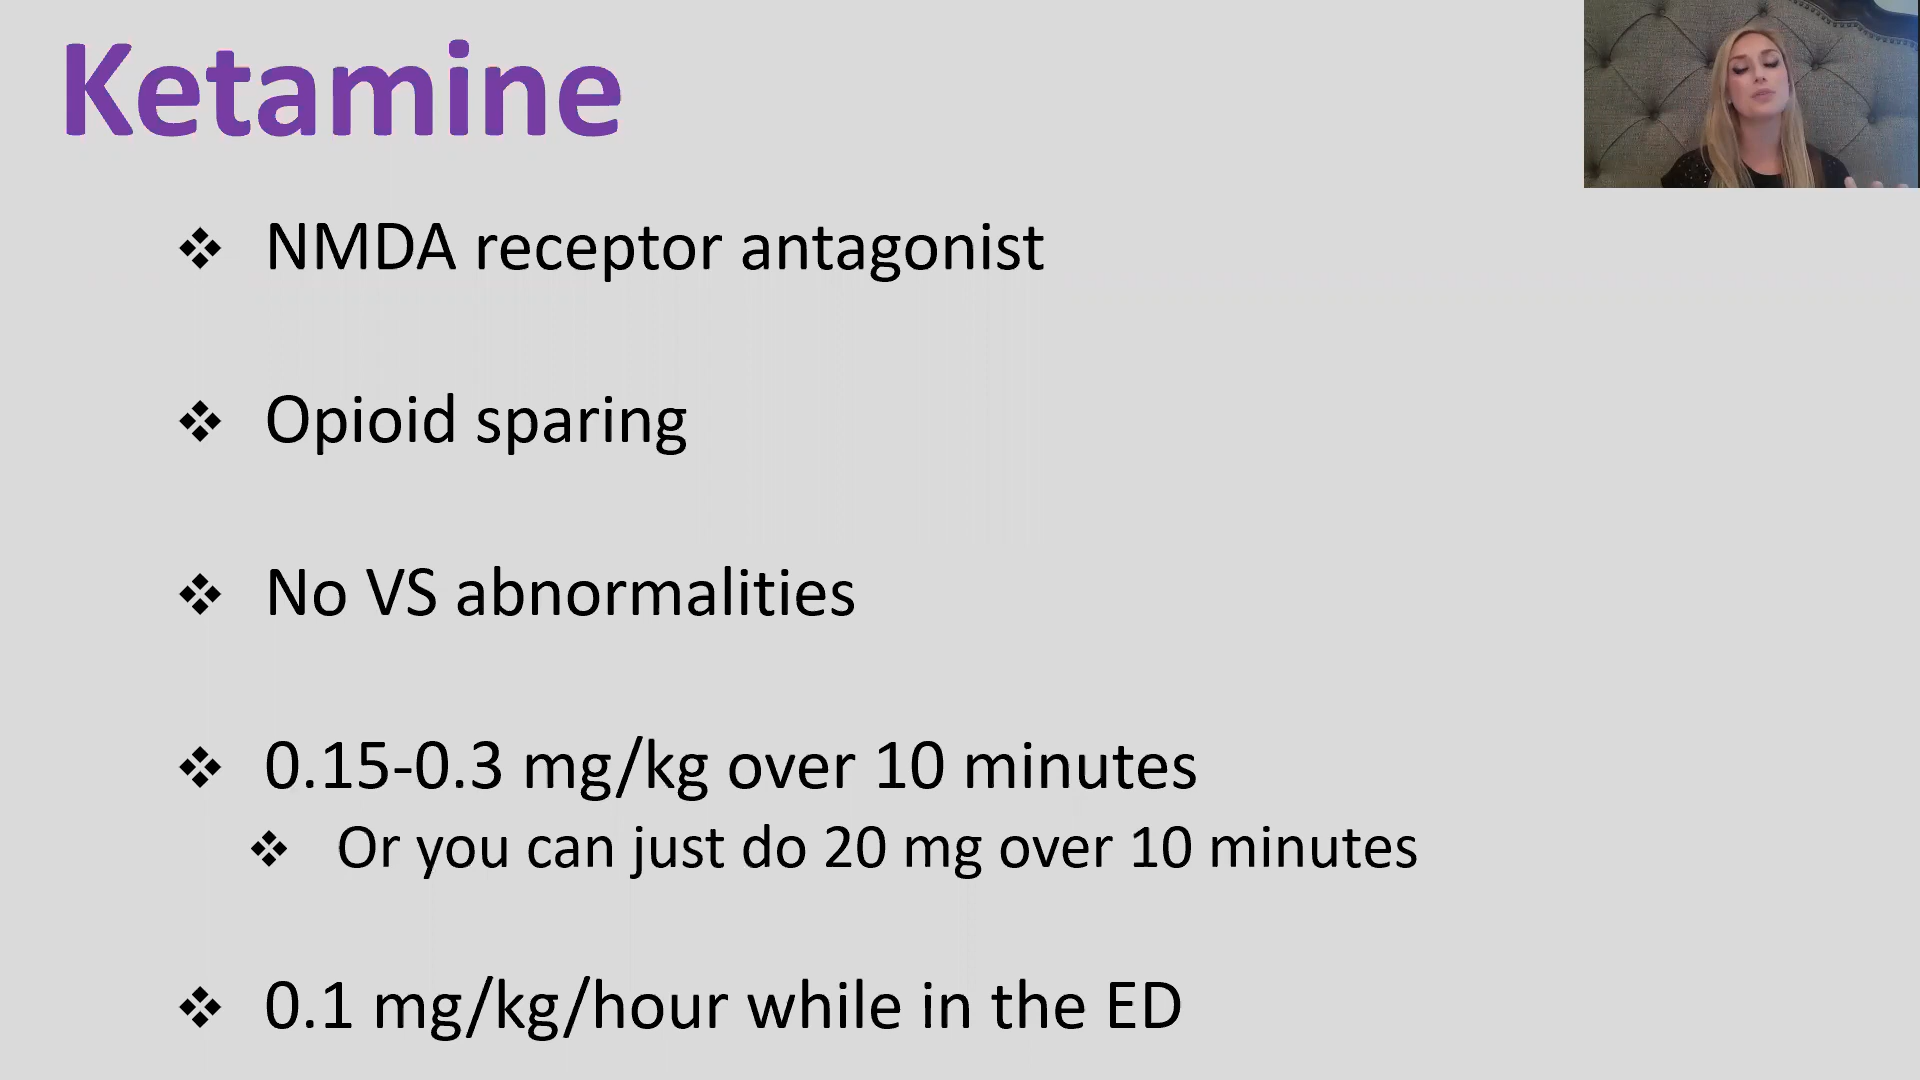 Ketamine
❖ NMDA receptor antagonist
❖ Opioid sparing
❖ No VS abnormalities
❖ 0.15-0.3 mg/kg over 10 minutes
❖ Or you can just do 20 mg over 10 minutes
❖ 0.1 mg/kg/hour while in the ED